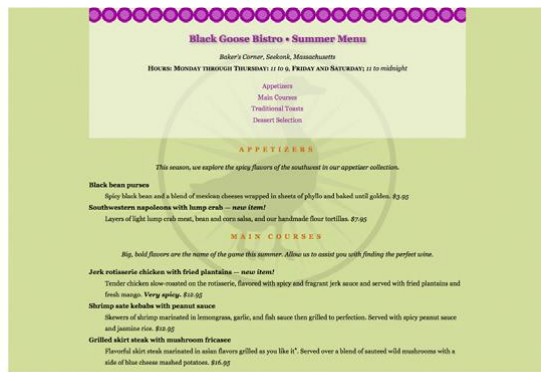 Black Goose Bistro • Summer Menu
Baker's Corner, Seekonk, Massachusetts
HOURS: MONDAY THROUGH THURSDAY: 11 to 9, FRIDAY AND SATURDAY; 11 to midnight
Appetizers
Main Courses
Traditional Toasts
Dessert Selection
APPETIZERS
This season, we explore the spicy flavors of the southwest in our appetizer collection.
Black bean purses
Spicy black bean and a blend of mexican cheeses wrapped in sheets of phyllo and baked until golden. $3.95
Southwestern napoleons with lump crab — new item!
Layers of light lump crab meat, bean and corn salsa, and our handmade flour tortillas. $7.95
MAIN COURSES
Big, bold flavors are the name of the game this summer. Allow us to assist you with finding the perfect wine.
Jerk rotisserie chicken with fried plantains — new item!
Tender chicken slow-roasted on the rotisserie, flavored with spicy and fragrant jerk sauce and served with fried plantains and
fresh mango. Very spicy. $12.95
Shrimp sate kebabs with peanut sauce
Skewers of shrimp marinated in lemongrass, garlic, and fish sauce then grilled to perfection. Served with spicy peanut sauce
and jasmine rice. $12.95
Grilled skirt steak with mushroom fricasee
Flavorful skirt steak marinated in asian flavors grilled as you like it*. Served over a blend of sauteed wild mushrooms with a
side of blue cheese mashed potatoes. $16.95